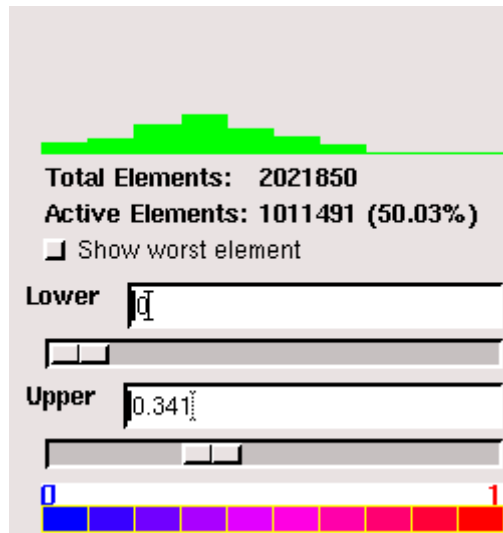 Total Elements: 2021850
Active Elements: 1011491 (50.03%)
Show worst element
Lower 0
Upper 0.341
0 1